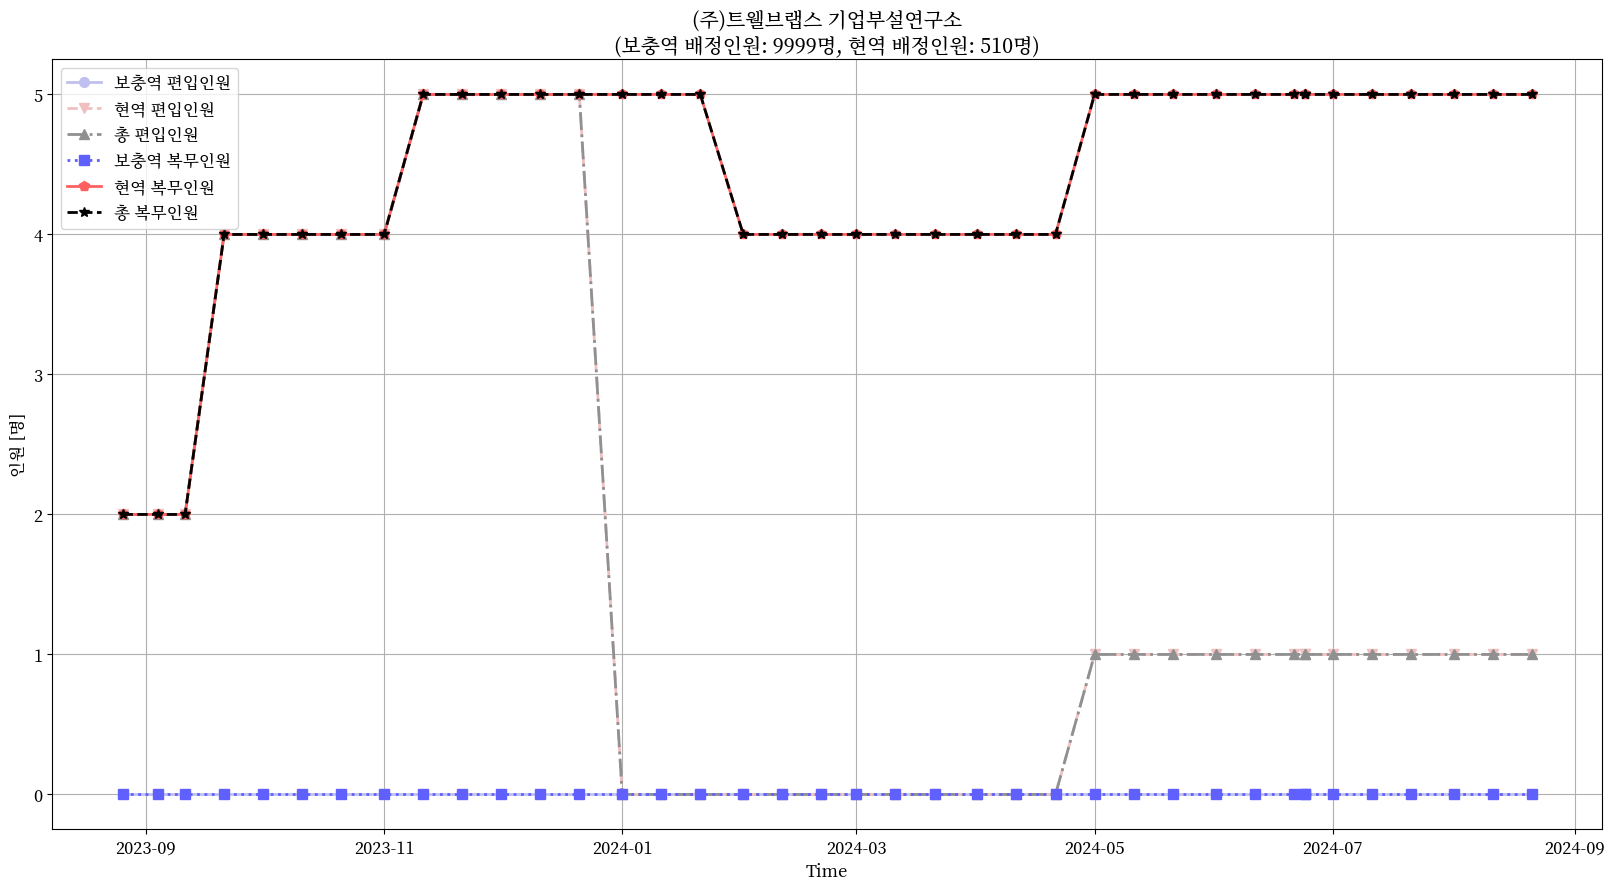 (주)트웰브랩스 기업부설연구소
(보충역 배정인원: 9999명, 현역 배정인원: 510명)
보충역 편입인원
현역 편입인원
총 편입인원
보충역 복무인원
현역 복무인원
총 복무인원
5
4
3
2
1
0
인원 [명]
2023-09 2023-11 2024-01 2024-03 2024-05 2024-07 2024-09
Time